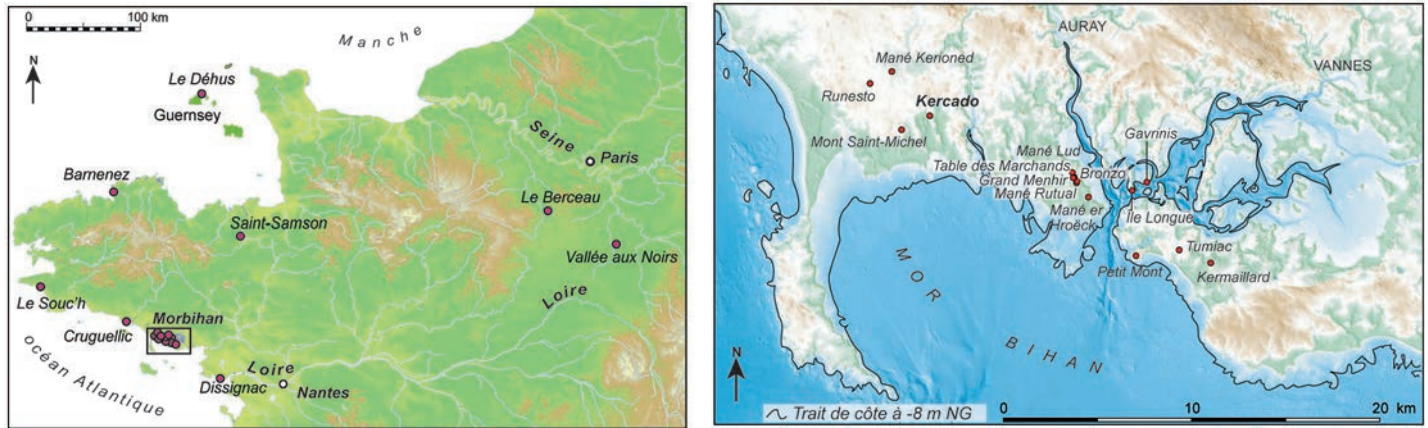 0 100 km
Manche
N
Le Déhus
Guernsey
Seine
Paris
Barnenez
Le Berceau
Saint-Samson
Vallée aux Noirs
Le Souc'h
Loire
Morbihan
Cruguellic
océan Atlantique
Loire
Dissignac
Nantes
AURAY
VANNES
Mané Kerioned
Runesto
Kercado
Mont Saint-Michel
Gavrinis
Mané Lud
Table des Marchands
Bronzo
Grand Menhir
Mané Rutual
Mané er
Hroëck
Île Longue
Tumiac
Petit Mont
Kermaillard
MOR
BIHAN
N
Trait de côte à -8 m NG
0 10 20 km